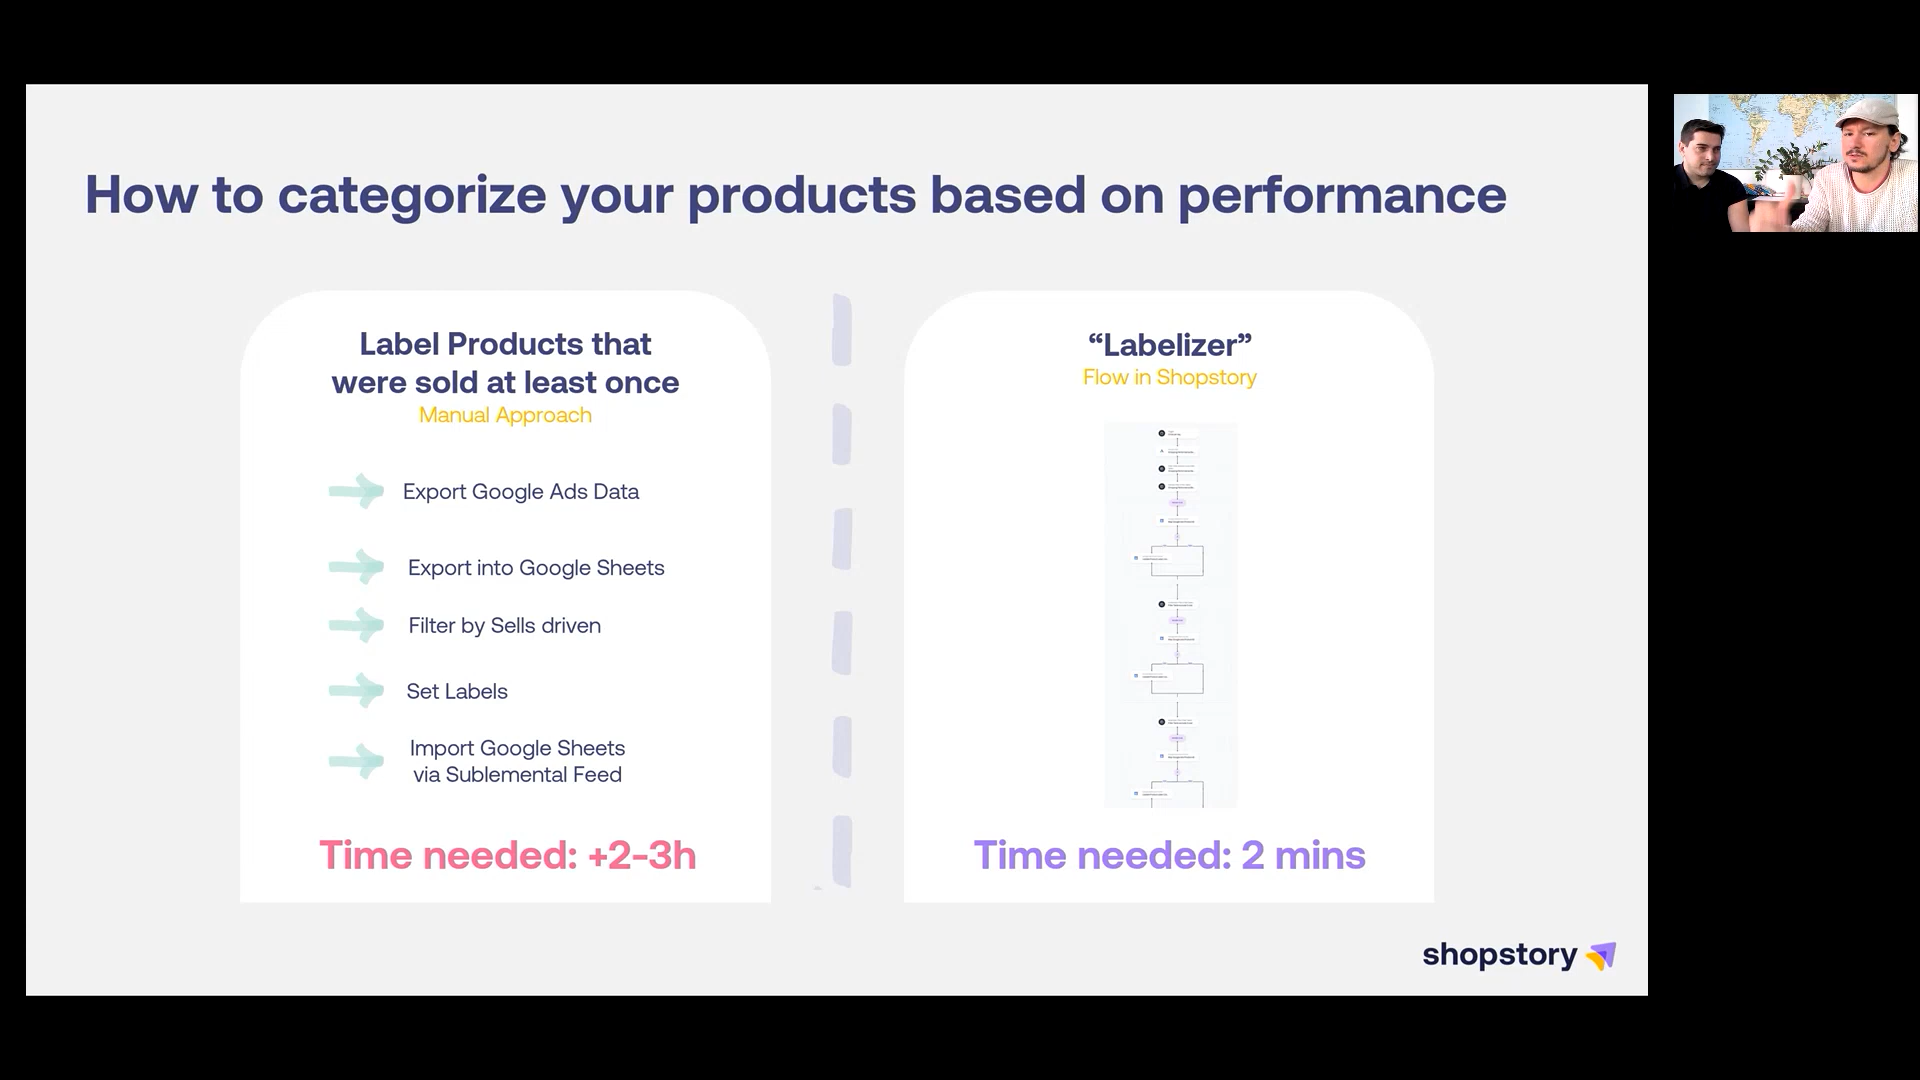 How to categorize your products based on performance
Label Products that
were sold at least once
Manual Approach
Export Google Ads Data
Export into Google Sheets
Filter by Sells driven
Set Labels
Import Google Sheets
via Sublemental Feed
Time needed: +2-3h
“Labelizer”
Flow in Shopstory
Time needed: 2 mins
shopstory